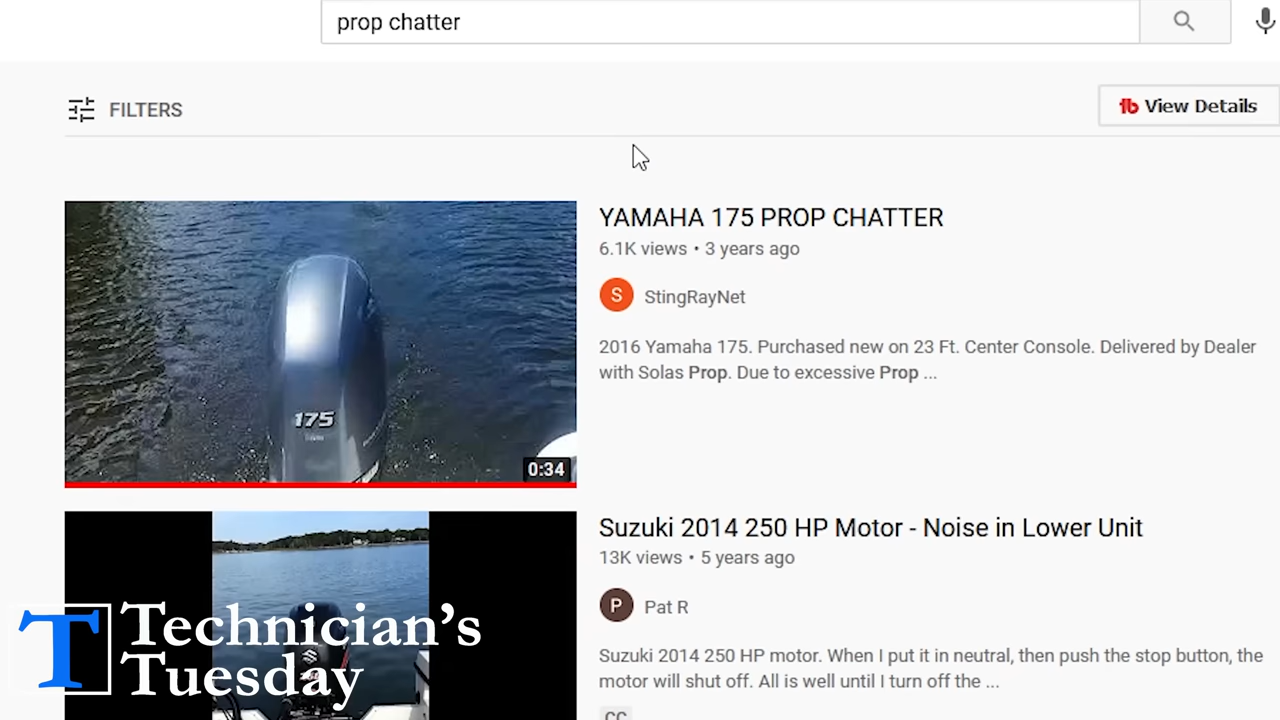 prop chatter
FILTERS
View Details
175
0:34
YAMAHA 175 PROP CHATTER
6.1K views • 3 years ago
S
StingRayNet
2016 Yamaha 175. Purchased new on 23 Ft. Center Console. Delivered by Dealer
with Solas Prop. Due to excessive Prop ...
Suzuki 2014 250 HP Motor - Noise in Lower Unit
13K views • 5 years ago
P
Pat R
Suzuki 2014 250 HP motor. When I put it in neutral, then push the stop button, the
motor will shut off. All is well until I turn off the ...
CC
T
Technician's
Tuesday